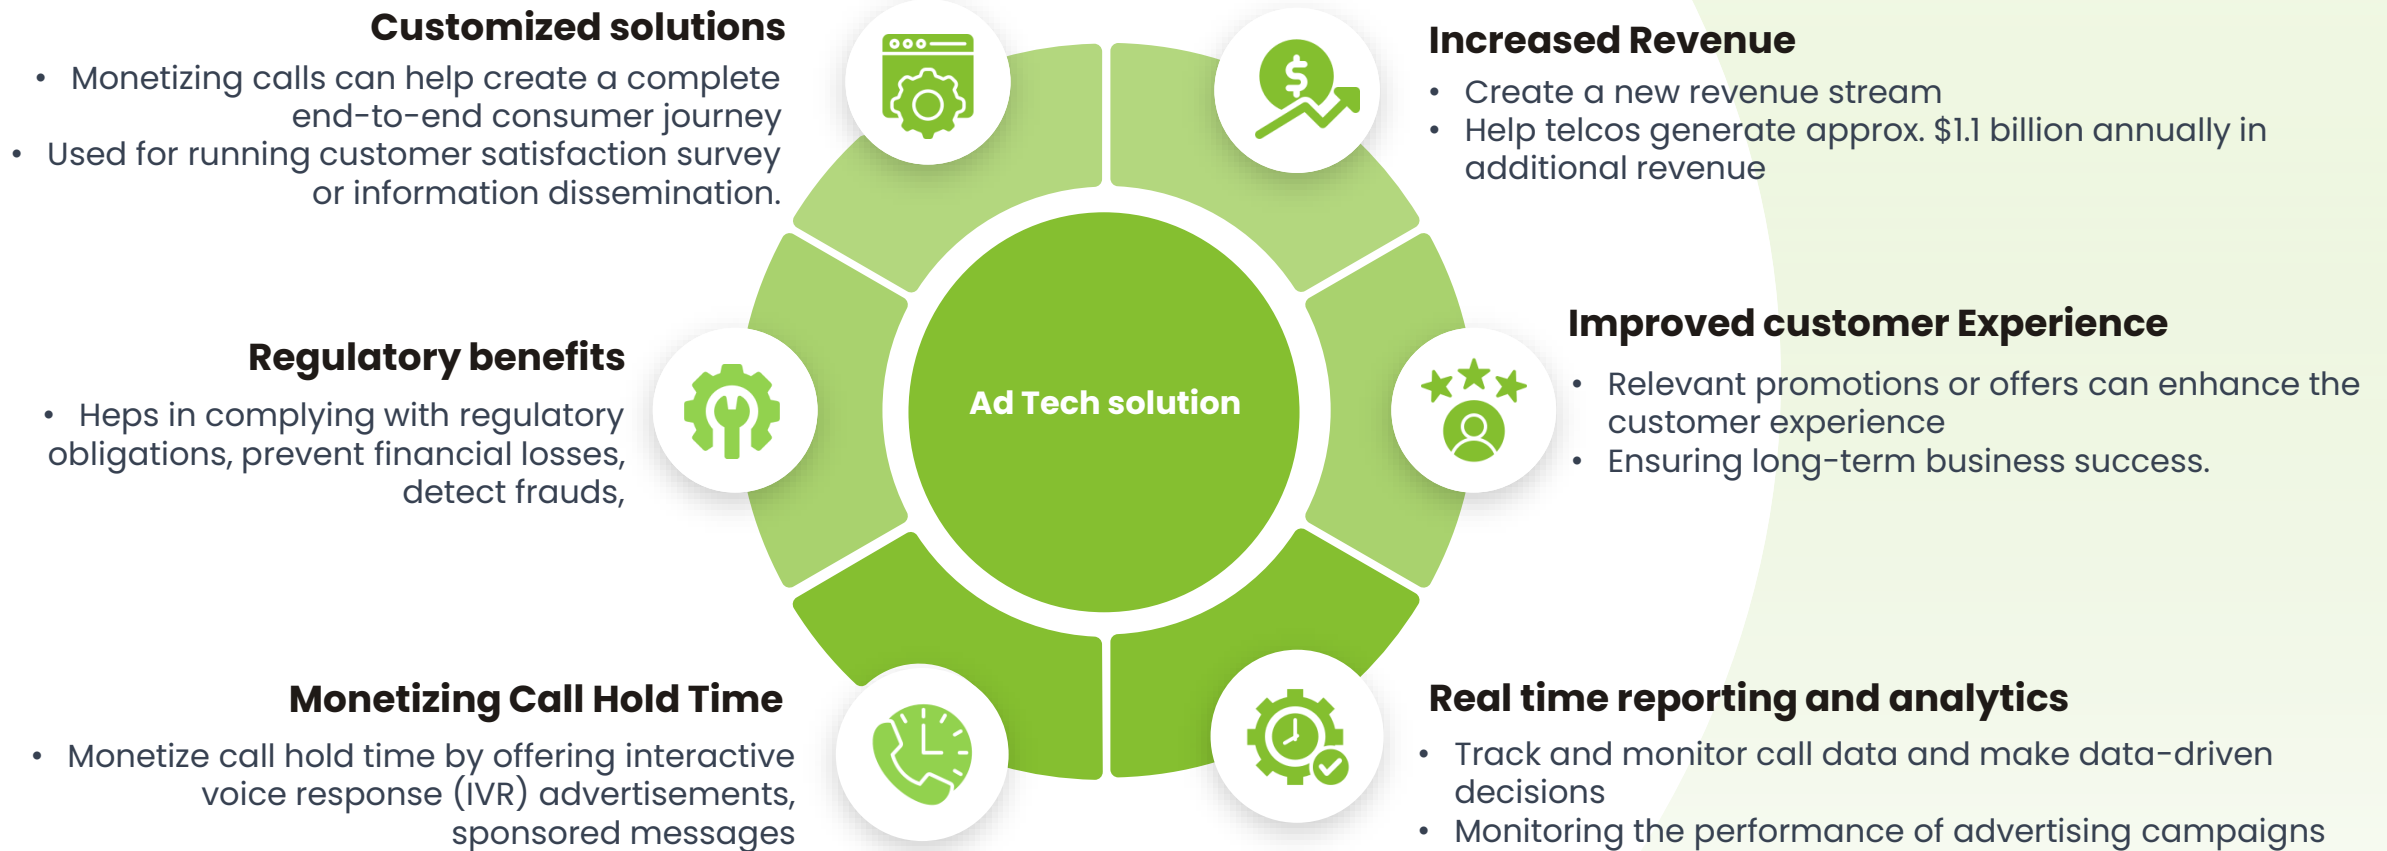 Customized solutions
• Monetizing calls can help create a complete
end-to-end consumer journey
• Used for running customer satisfaction survey
or information dissemination.
Regulatory benefits
• Heps in complying with regulatory
obligations, prevent financial losses,
detect frauds,
Monetizing Call Hold Time
• Monetize call hold time by offering interactive
voice response (IVR) advertisements,
sponsored messages
Ad Tech solution
Increased Revenue
• Create a new revenue stream
• Help telcos generate approx. $1.1 billion annually in
additional revenue
Improved customer Experience
• Relevant promotions or offers can enhance the
customer experience
• Ensuring long-term business success.
Real time reporting and analytics
• Track and monitor call data and make data-driven
decisions
• Monitoring the performance of advertising campaigns